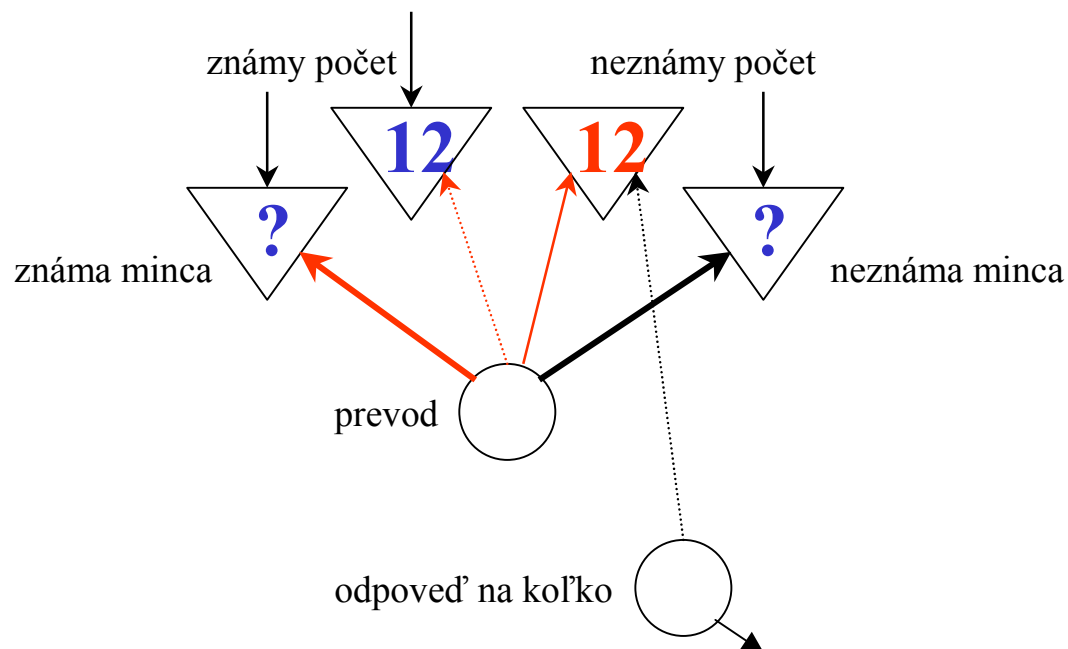 známy počet
neznámy počet
12
12
?
?
známa minca
neznáma minca
prevod
odpoveď na koľko